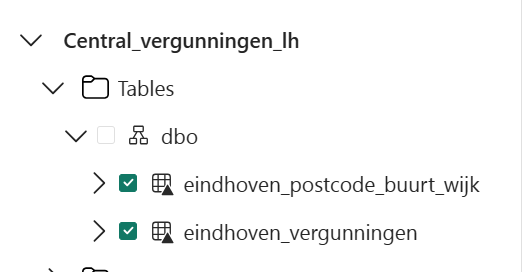 Central_vergunningen_lh
Tables
dbo
eindhoven_postcode_buurt_wijk
eindhoven_vergunningen